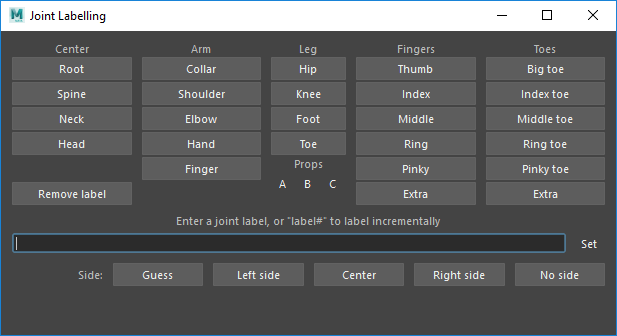 Joint Labelling
Center Arm Leg Fingers Toes
Root Collar Hip Thumb Big toe
Spine Shoulder Knee Index Index toe
Neck Elbow Foot Middle Middle toe
Head Hand Toe Ring Ring toe
Finger Props Pinky Pinky toe
Remove label A B C Extra Extra
Enter a joint label, or "label#" to label incrementally
Set
Side: Guess Left side Center Right side No side